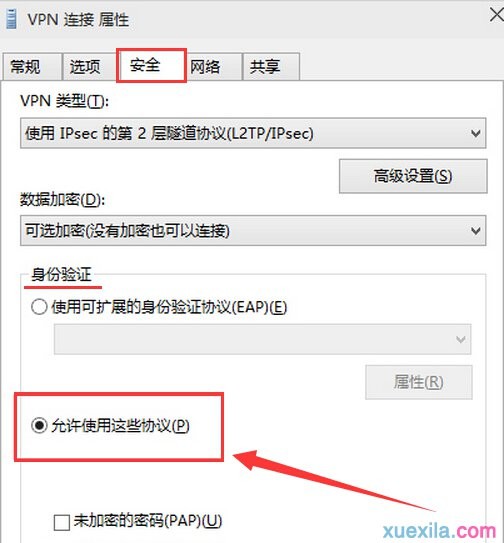 VPN 连接 属性
常规 选项 安全 网络 共享
VPN 类型(T):
使用 IPsec 的第 2 层隧道协议(L2TP/IPsec)
高级设置(S)
数据加密(D):
可选加密(没有加密也可以连接)
身份验证
使用可扩展的身份验证协议(EAP)(E)
属性(R)
允许使用这些协议(P)
未加密的密码(PAP)(U)
xuexila.com